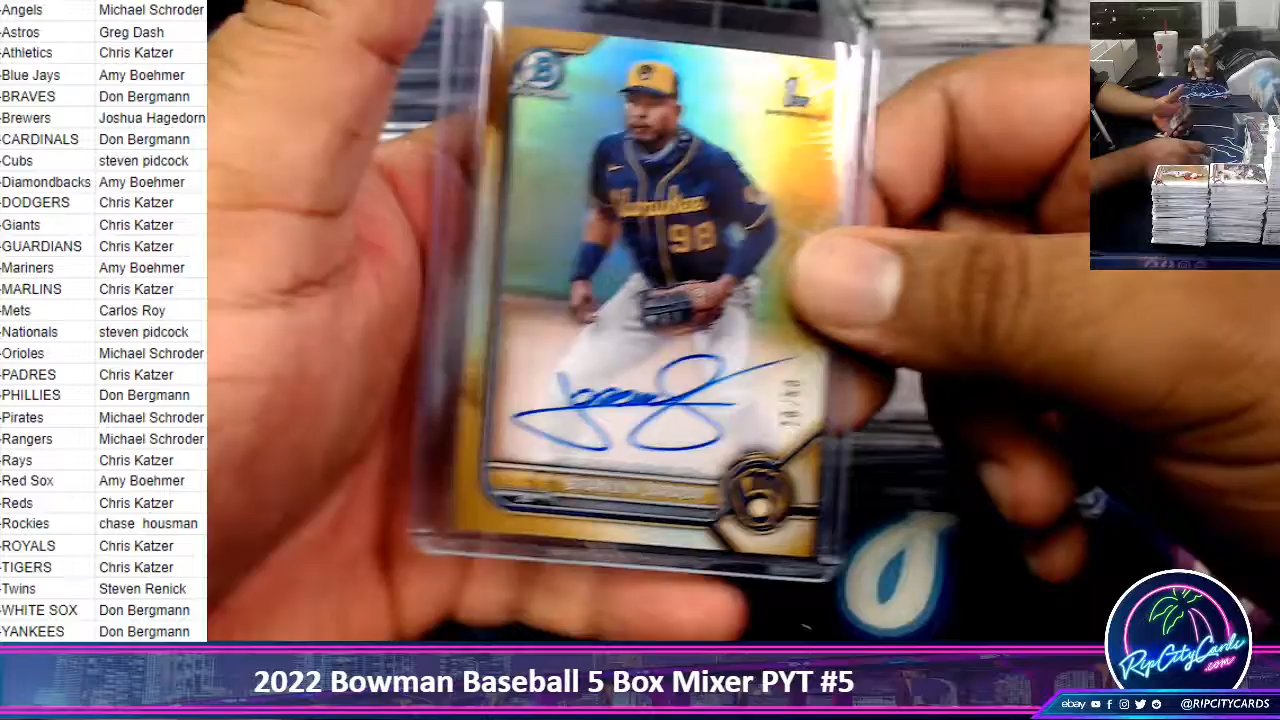 -Angels Michael Schroder
-Astros Greg Dash
-Athletics Chris Katzer
-Blue Jays Amy Boehmer
-BRAVES Don Bergmann
-Brewers Joshua Hagedorn
-CARDINALS Don Bergmann
-Cubs steven pidcock
-Diamondbacks Amy Boehmer
-DODGERS Chris Katzer
-Giants Chris Katzer
-GUARDIANS Chris Katzer
-Mariners Amy Boehmer
-MARLINS Chris Katzer
-Mets Carlos Roy
-Nationals steven pidcock
-Orioles Michael Schroder
-PADRES Chris Katzer
-PHILLIES Don Bergmann
-Pirates Michael Schroder
-Rangers Michael Schroder
-Rays Chris Katzer
-Red Sox Amy Boehmer
-Reds Chris Katzer
-Rockies chase housman
-ROYALS Chris Katzer
-TIGERS Chris Katzer
-Twins Steven Renick
-WHITE SOX Don Bergmann
-YANKEES Don Bergmann
B
Milwaukee
98
2022 Bowman Baseball 5 Box Mixer PYT #5
RipCityCards
.com
ebay
@RIPCITYCARDS